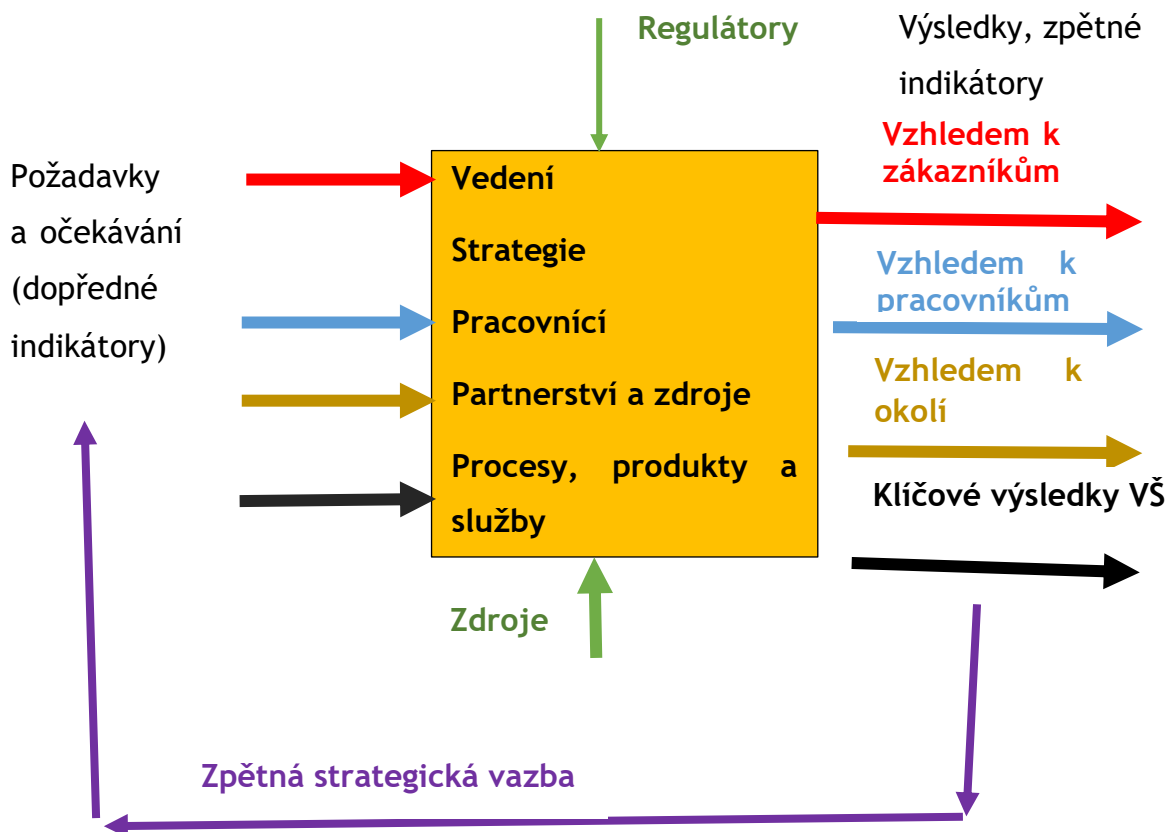 Regulátory
Výsledky, zpětné
indikátory
Vzhledem k
zákazníkům
Požadavky
a očekávání
(dopředné
indikátory)
Vedení
Strategie
Pracovnící
Partnerství a zdroje
Procesy, produkty a
služby
Vzhledem k
pracovníkům
Vzhledem k
okolí
Klíčové výsledky VŠ
Zdroje
Zpětná strategická vazba